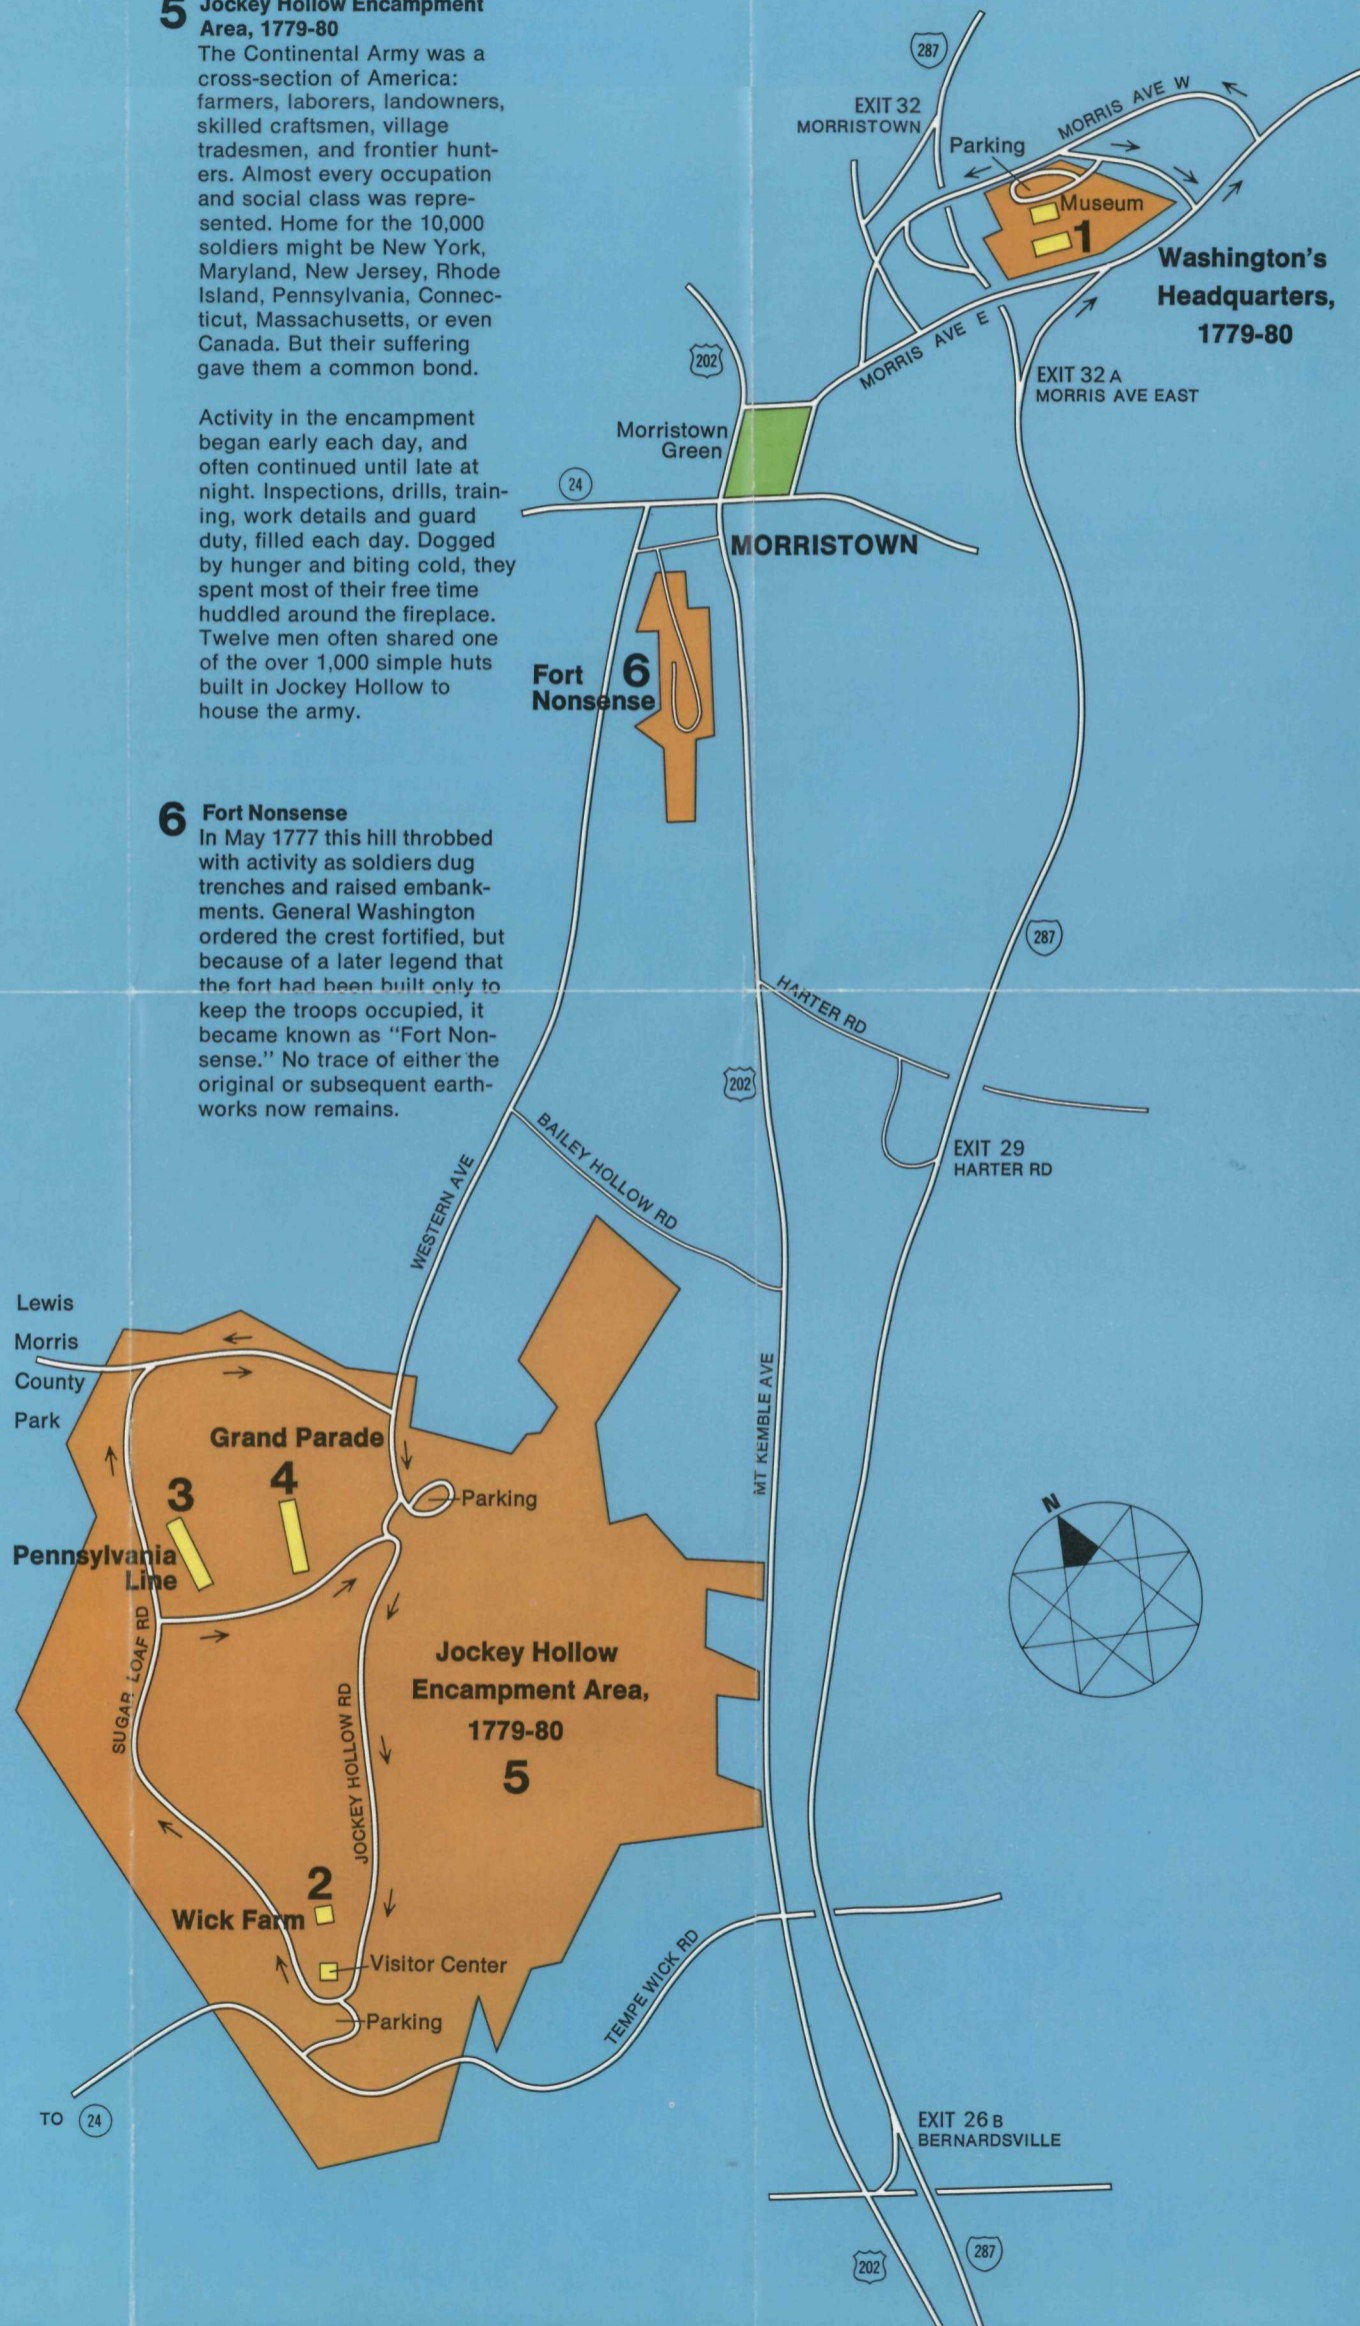 5 Jockey Hollow Encampment
Area, 1779-80
The Continental Army was a
cross-section of America:
farmers, laborers, landowners,
skilled craftsmen, village
tradesmen, and frontier hunt-
ers. Almost every occupation
and social class was repre-
sented. Home for the 10,000
soldiers might be New York,
Maryland, New Jersey, Rhode
Island, Pennsylvania, Connec-
ticut, Massachusetts, or even
Canada. But their suffering
gave them a common bond.
Activity in the encampment
began early each day, and
often continued until late at
night. Inspections, drills, train-
ing, work details and guard
duty, filled each day. Dogged
by hunger and biting cold, they
spent most of their free time
huddled around the fireplace.
Twelve men often shared one
of the over 1,000 simple huts
built in Jockey Hollow to
house the army.
6 Fort Nonsense
In May 1777 this hill throbbed
with activity as soldiers dug
trenches and raised embank-
ments. General Washington
ordered the crest fortified, but
because of a later legend that
the fort had been built only to
keep the troops occupied, it
became known as “Fort Non-
sense.” No trace of either the
original or subsequent earth-
works now remains.
287
EXIT 32
MORRISTOWN
MORRIS AVE W
Parking
Museum
1
Washington's
Headquarters,
1779-80
MORRIS AVE E
EXIT 32 A
MORRIS AVE EAST
202
Morristown
Green
24
MORRISTOWN
Fort
Nonsense
6
287
HARTER RD
202
EXIT 29
HARTER RD
BAILEY HOLLOW RD
WESTERN AVE
Lewis
Morris
County
Park
MT KEMBLE AVE
Grand Parade
4
3
Parking
Pennsylvania
Line
N
SUGAR LOAF RD
JOCKEY HOLLOW RD
Jockey Hollow
Encampment Area,
1779-80
5
2
Wick Farm
Visitor Center
Parking
TEMPE WICK RD
TO 24
EXIT 26 B
BERNARDSVILLE
202
287